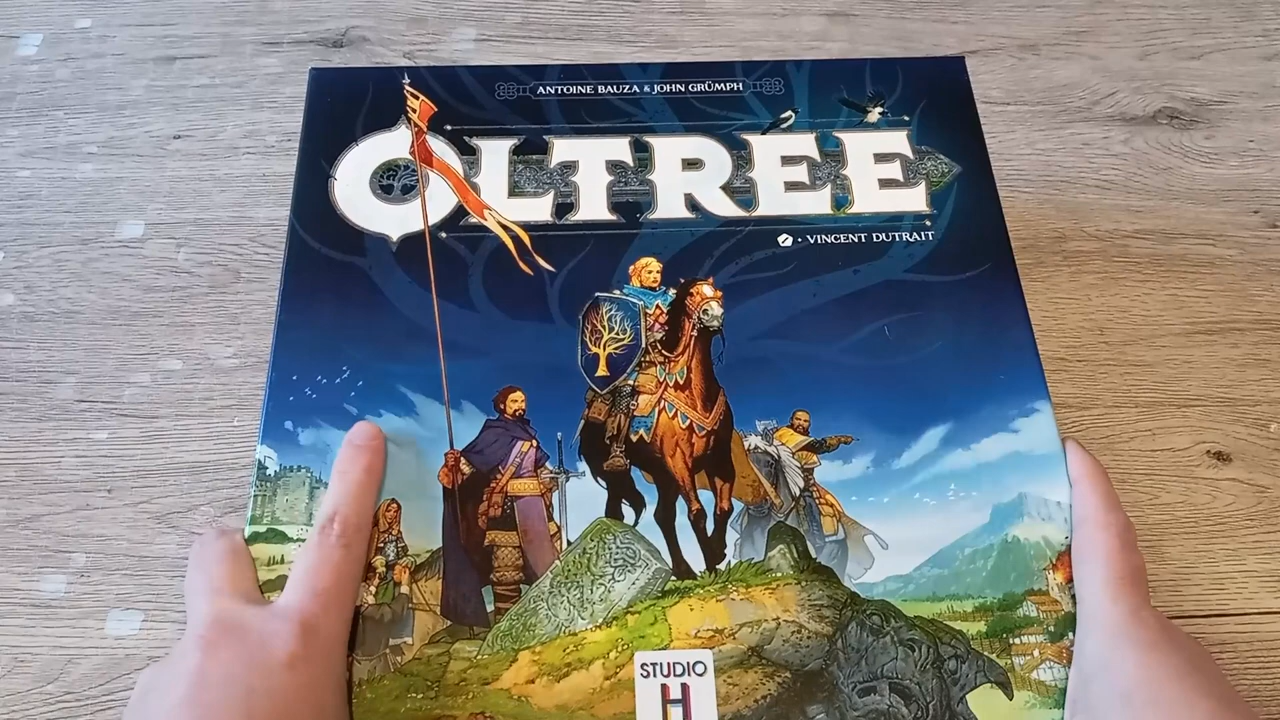 ANTOINE BAUZA & JOHN GRÜMPH
OLTRÉE
VINCENT DUTRAIT
STUDIO
H